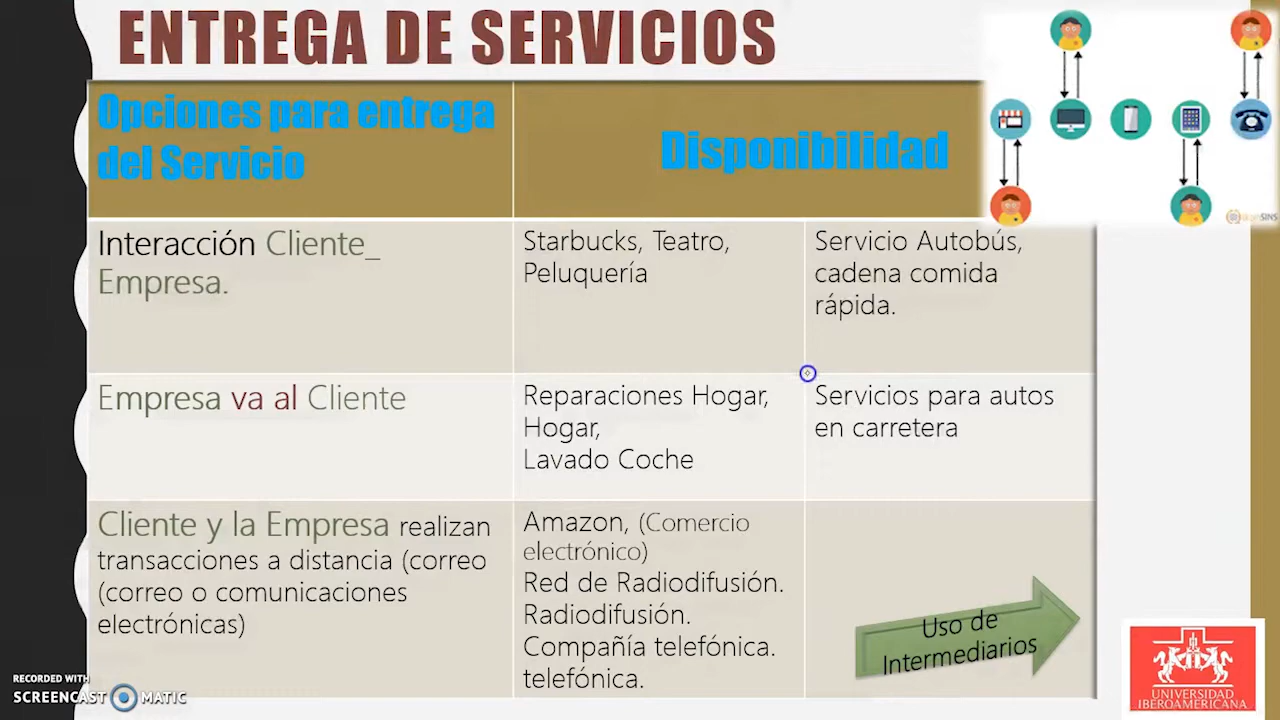 ENTREGA DE SERVICIOS
Opciones para entrega
del Servicio
Disponibilidad
Interacción Cliente_
Empresa.
Starbucks, Teatro,
Peluquería
Servicio Autobús,
cadena comida
rápida.
Empresa va al Cliente
Reparaciones Hogar,
Hogar,
Lavado Coche
Servicios para autos
en carretera
Cliente y la Empresa realizan
transacciones a distancia (correo
(correo o comunicaciones
electrónicas)
Amazon, (Comercio
electrónico)
Red de Radiodifusión.
Radiodifusión.
Compañía telefónica.
telefónica.
Uso de
Intermediarios
UNIVERSIDAD
IBEROAMERICANA
RECORDED WITH
SCREENCAST MATIC